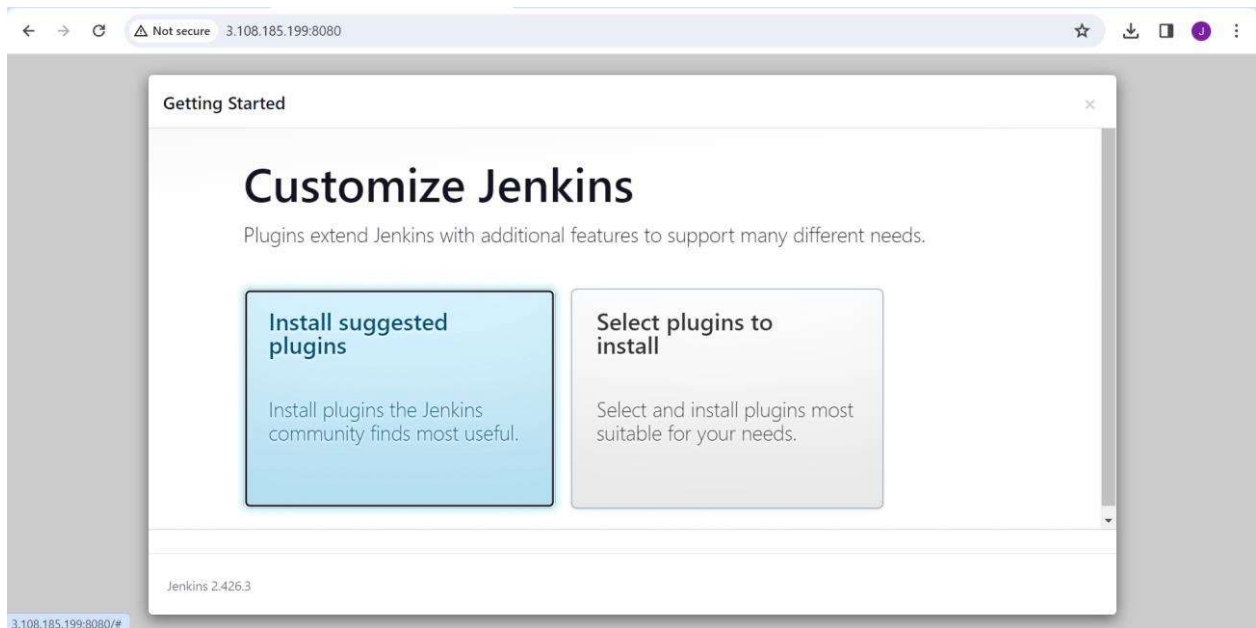 Not secure 3.108.185.199:8080
J
Getting Started
Customize Jenkins
Plugins extend Jenkins with additional features to support many different needs.
Install suggested
plugins
Install plugins the Jenkins
community finds most useful.
Select plugins to
install
Select and install plugins most
suitable for your needs.
Jenkins 2.426.3
3.108.185.199:8080/#